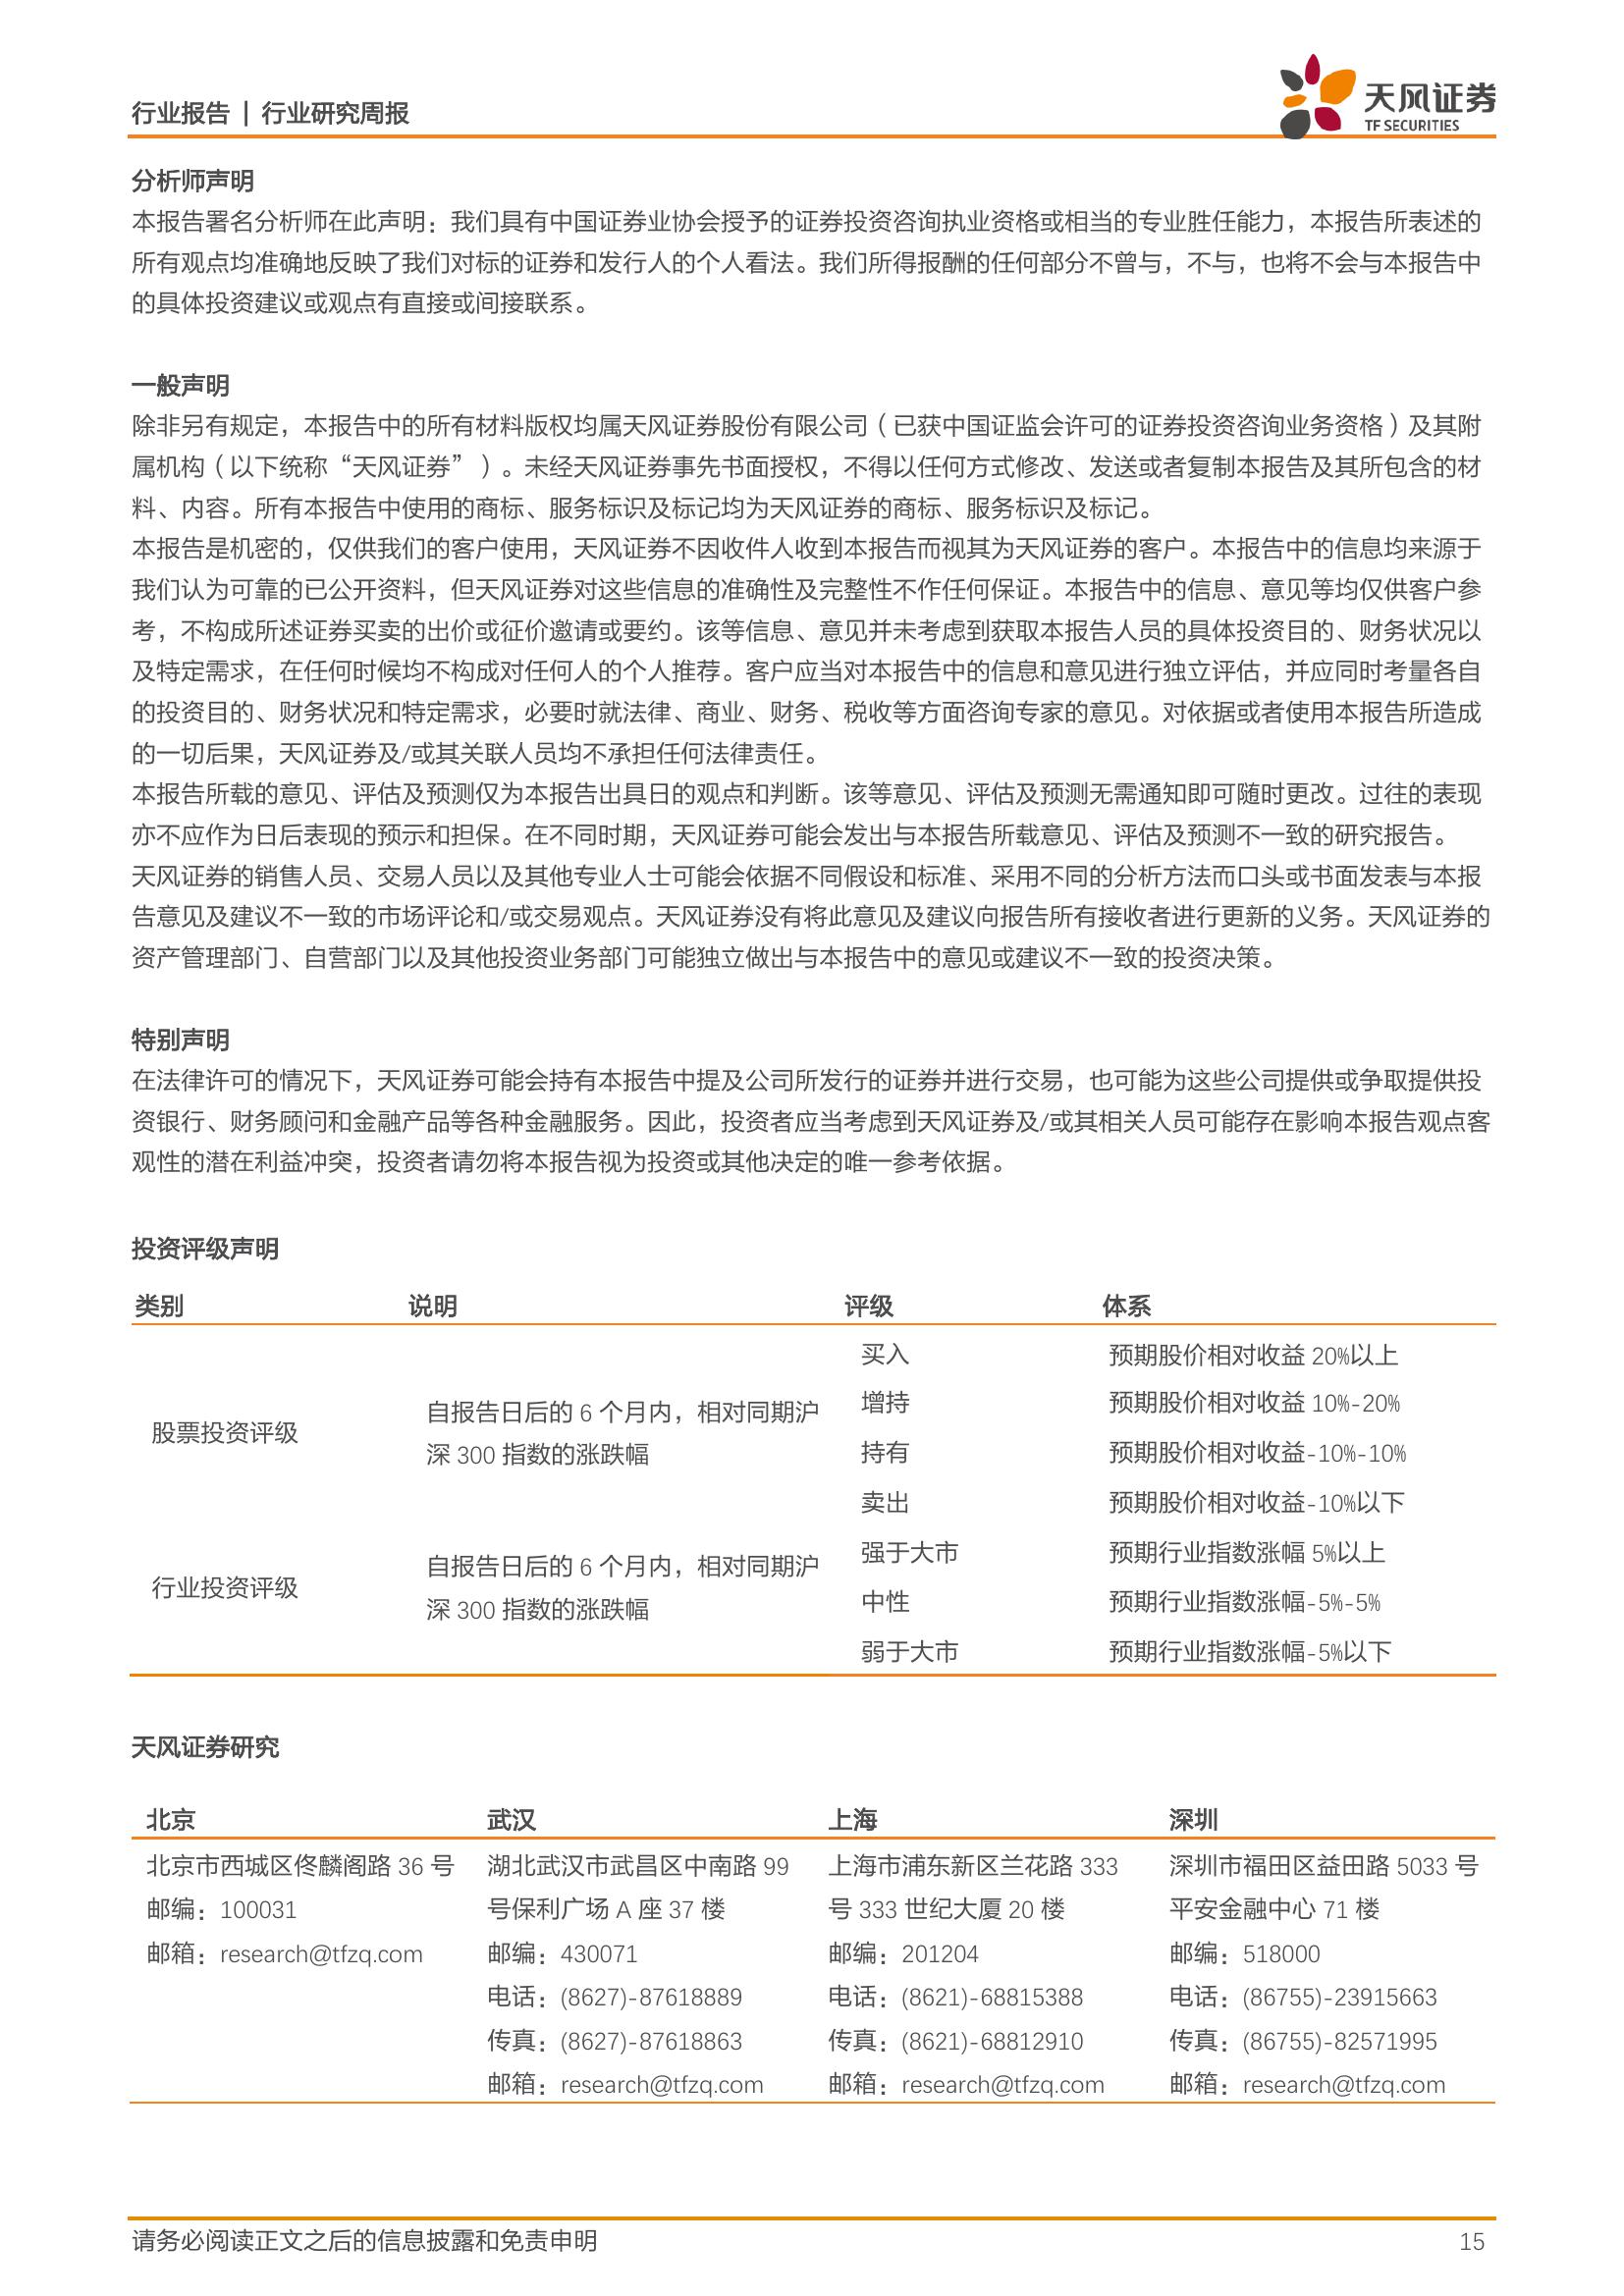 行业报告 | 行业研究周报
天风证券
TF SECURITIES
分析师声明
本报告署名分析师在此声明：我们具有中国证券业协会授予的证券投资咨询执业资格或相当的专业胜任能力，本报告所表述的
所有观点均准确地反映了我们对标的证券和发行人的个人看法。我们所得报酬的任何部分不曾与，不与，也将不会与本报告中
的具体投资建议或观点有直接或间接联系。
一般声明
除非另有规定，本报告中的所有材料版权均属天风证券股份有限公司（已获中国证监会许可的证券投资咨询业务资格）及其附
属机构（以下统称“天风证券”）。未经天风证券事先书面授权，不得以任何方式修改、发送或者复制本报告及其所包含的材
料、内容。所有本报告中使用的商标、服务标识及标记均为天风证券的商标、服务标识及标记。
本报告是机密的，仅供我们的客户使用，天风证券不因收件人收到本报告而视其为天风证券的客户。本报告中的信息均来源于
我们认为可靠的已公开资料，但天风证券对这些信息的准确性及完整性不作任何保证。本报告中的信息、意见等均仅供客户参
考，不构成所述证券买卖的出价或征价邀请或要约。该等信息、意见并未考虑到获取本报告人员的具体投资目的、财务状况以
及特定需求，在任何时候均不构成对任何人的个人推荐。客户应当对本报告中的信息和意见进行独立评估，并应同时考量各自
的投资目的、财务状况和特定需求，必要时就法律、商业、财务、税收等方面咨询专家的意见。对依据或者使用本报告所造成
的一切后果，天风证券及/或其关联人员均不承担任何法律责任。
本报告所载的意见、评估及预测仅为本报告出具日的观点和判断。该等意见、评估及预测无需通知即可随时更改。过往的表现
亦不应作为日后表现的预示和担保。在不同时期，天风证券可能会发出与本报告所载意见、评估及预测不一致的研究报告。
天风证券的销售人员、交易人员以及其他专业人士可能会依据不同假设和标准、采用不同的分析方法而口头或书面发表与本报
告意见及建议不一致的市场评论和/或交易观点。天风证券没有将此意见及建议向报告所有接收者进行更新的义务。天风证券的
资产管理部门、自营部门以及其他投资业务部门可能独立做出与本报告中的意见或建议不一致的投资决策。
特别声明
在法律许可的情况下，天风证券可能会持有本报告中提及公司所发行的证券并进行交易，也可能为这些公司提供或争取提供投
资银行、财务顾问和金融产品等各种金融服务。因此，投资者应当考虑到天风证券及/或其相关人员可能存在影响本报告观点客
观性的潜在利益冲突，投资者请勿将本报告视为投资或其他决定的唯一参考依据。
投资评级声明
类别 说明 评级 体系
股票投资评级
自报告日后的 6 个月内，相对同期沪
深 300 指数的涨跌幅
买入 预期股价相对收益 20%以上
增持 预期股价相对收益 10%-20%
持有 预期股价相对收益-10%-10%
卖出 预期股价相对收益-10%以下
行业投资评级
自报告日后的 6 个月内，相对同期沪
深 300 指数的涨跌幅
强于大市 预期行业指数涨幅 5%以上
中性 预期行业指数涨幅-5%-5%
弱于大市 预期行业指数涨幅-5%以下
天风证券研究
北京
北京市西城区佟麟阁路 36 号
邮编：100031
邮箱：research@tfzq.com
武汉
湖北武汉市武昌区中南路 99
号保利广场 A 座 37 楼
邮编：430071
电话：(8627)-87618889
传真：(8627)-87618863
邮箱：research@tfzq.com
上海
上海市浦东新区兰花路 333
号 333 世纪大厦 20 楼
邮编：201204
电话：(8621)-68815388
传真：(8621)-68812910
邮箱：research@tfzq.com
深圳
深圳市福田区益田路 5033 号
平安金融中心 71 楼
邮编：518000
电话：(86755)-23915663
传真：(86755)-82571995
邮箱：research@tfzq.com
请务必阅读正文之后的信息披露和免责申明
15